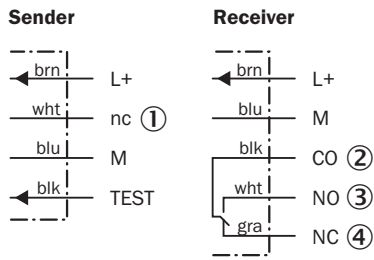 Sender
brn L+
wht nc ①
blu M
blk TEST
Receiver
brn L+
blu M
blk CO ②
wht NO ③
gra NC ④